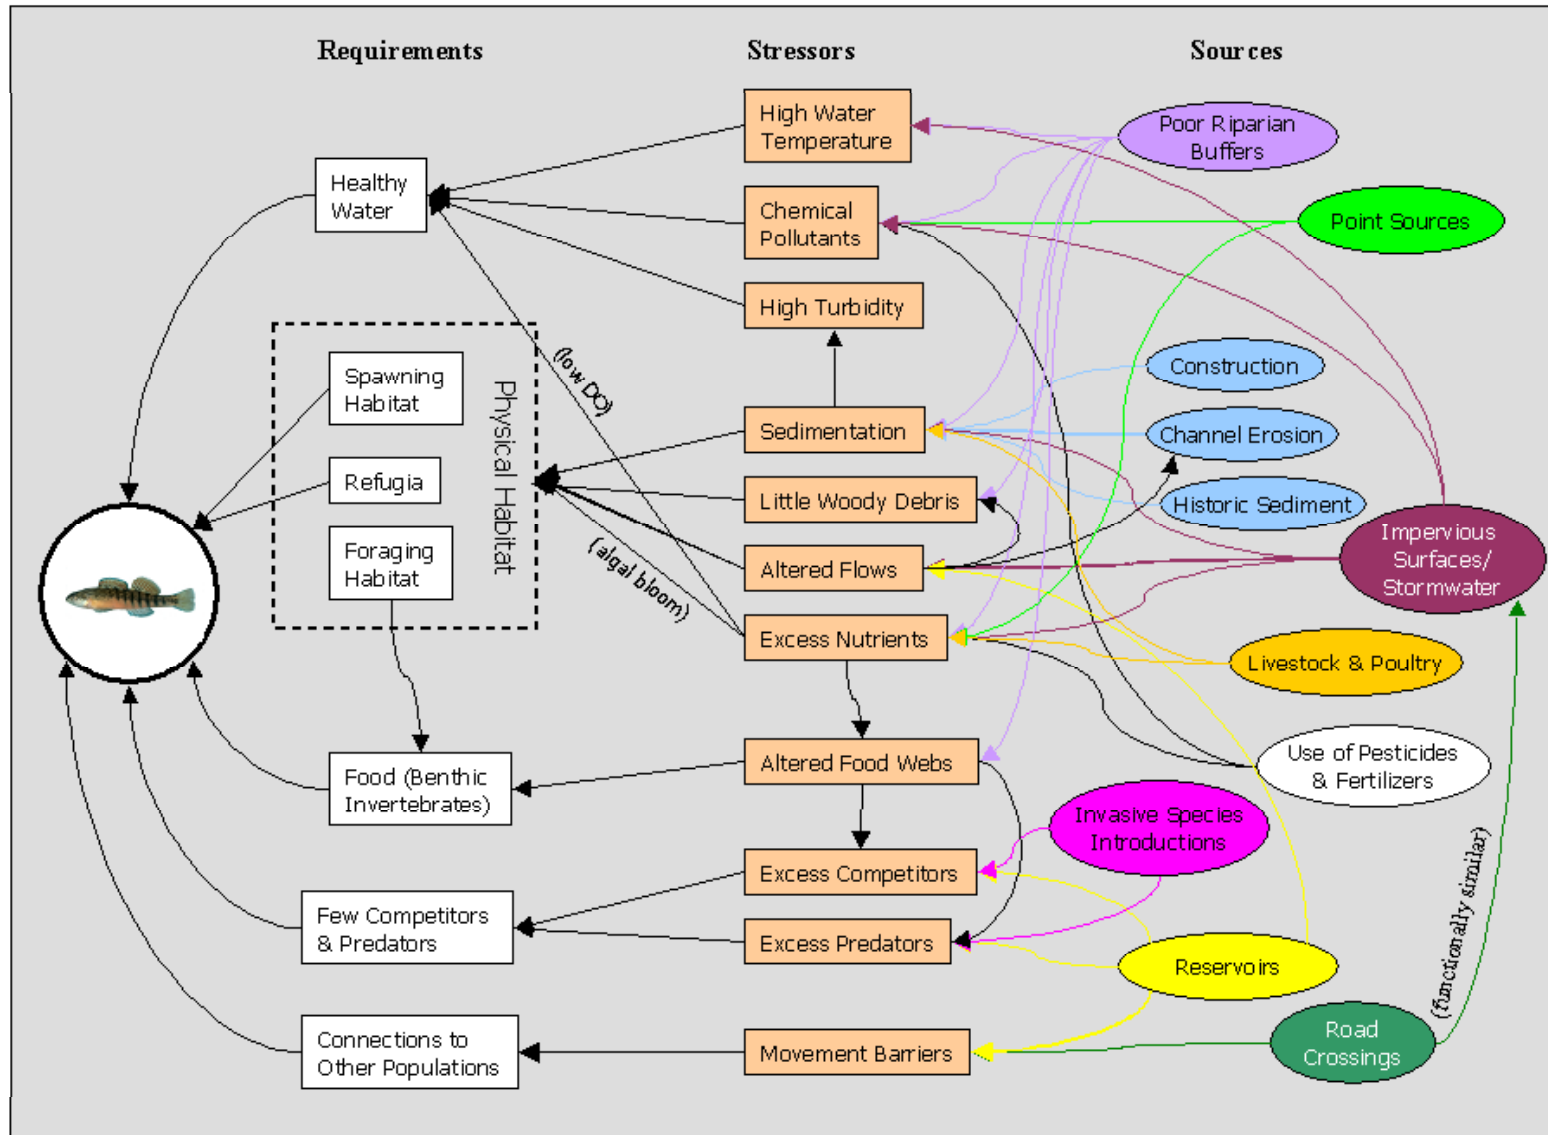 Requirements
Stressors
Sources
Healthy
Water
Spawning
Habitat
Refugia
Foraging
Habitat
Physical Habitat
Food (Benthic
Invertebrates)
Few Competitors
& Predators
Connections to
Other Populations
(low DO)
(algal bloom)
High Water
Temperature
Chemical
Pollutants
High Turbidity
Sedimentation
Little Woody Debris
Altered Flows
Excess Nutrients
Altered Food Webs
Excess Competitors
Excess Predators
Movement Barriers
Poor Riparian
Buffers
Point Sources
Construction
Channel Erosion
Historic Sediment
Impervious
Surfaces/
Stormwater
Livestock & Poultry
Use of Pesticides
& Fertilizers
Invasive Species
Introductions
Reservoirs
Road
Crossings
(functionally similar)